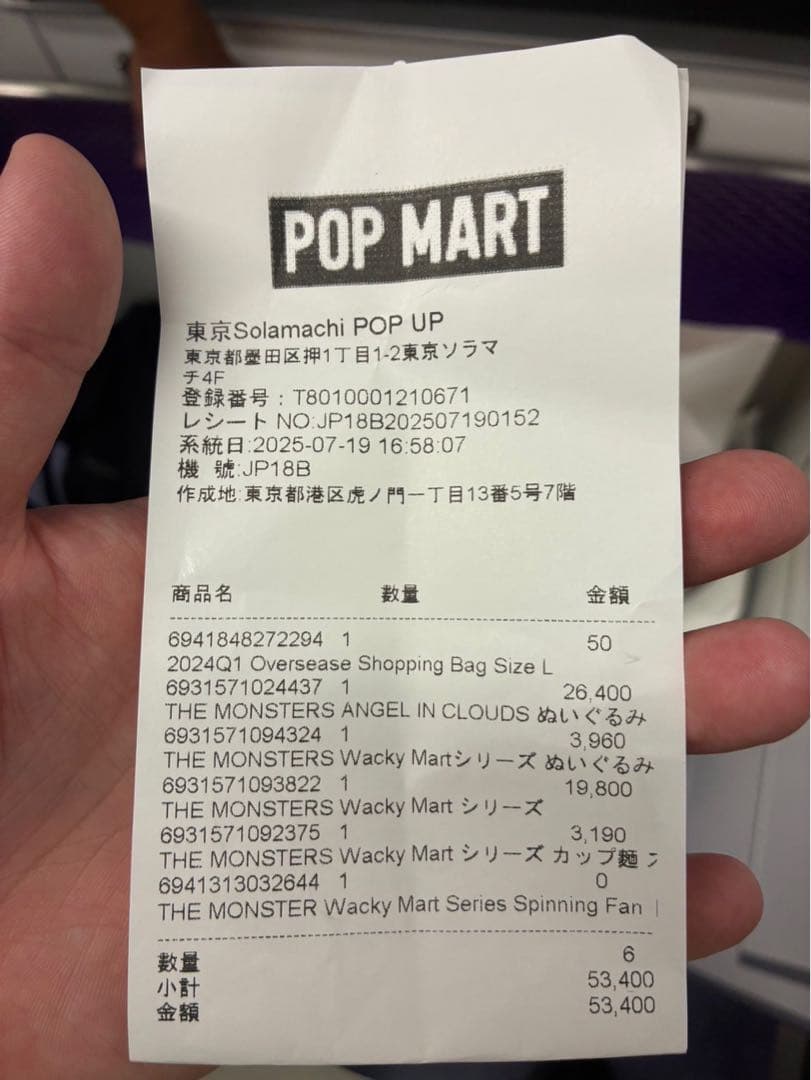 POP MART
東京Solamachi POP UP
東京都墨田区押1丁目1-2東京ソラマ
チ4F
登録番号：T8010001210671
レシート NO:JP18B202507190152
系統日:2025-07-19 16:58:07
機 號:JP18B
作成地:東京都港区虎ノ門一丁目13番5号7階
商品名 數量 金額
6941848272294 1 50
2024Q1 Oversease Shopping Bag Size L
6931571024437 1 26,400
THE MONSTERS ANGEL IN CLOUDS ぬいぐるみ
6931571094324 1 3,960
THE MONSTERS Wacky Martシリーズ ぬいぐるみ
6931571093822 1 19,800
THE MONSTERS Wacky Mart シリーズ
6931571092375 1 3,190
THE MONSTERS Wacky Mart シリーズ カップ麺
6941313032644 1 0
THE MONSTER Wacky Mart Series Spinning Fan
數量 6
小計 53,400
金額 53,400